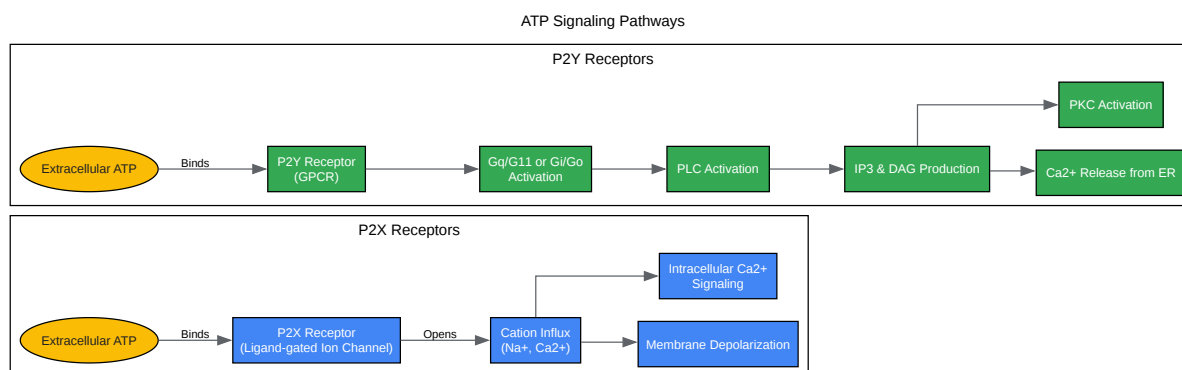 ATP Signaling Pathways
P2Y Receptors
PKC Activation
Extracellular ATP
Binds
P2Y Receptor
(GPCR)
Gq/G11 or Gi/Go
Activation
PLC Activation
IP3 & DAG Production
Ca2+ Release from ER
P2X Receptors
Intracellular Ca2+
Signaling
Extracellular ATP
Binds
P2X Receptor
(Ligand-gated Ion Channel)
Opens
Cation Influx
(Na+, Ca2+)
Membrane Depolarization